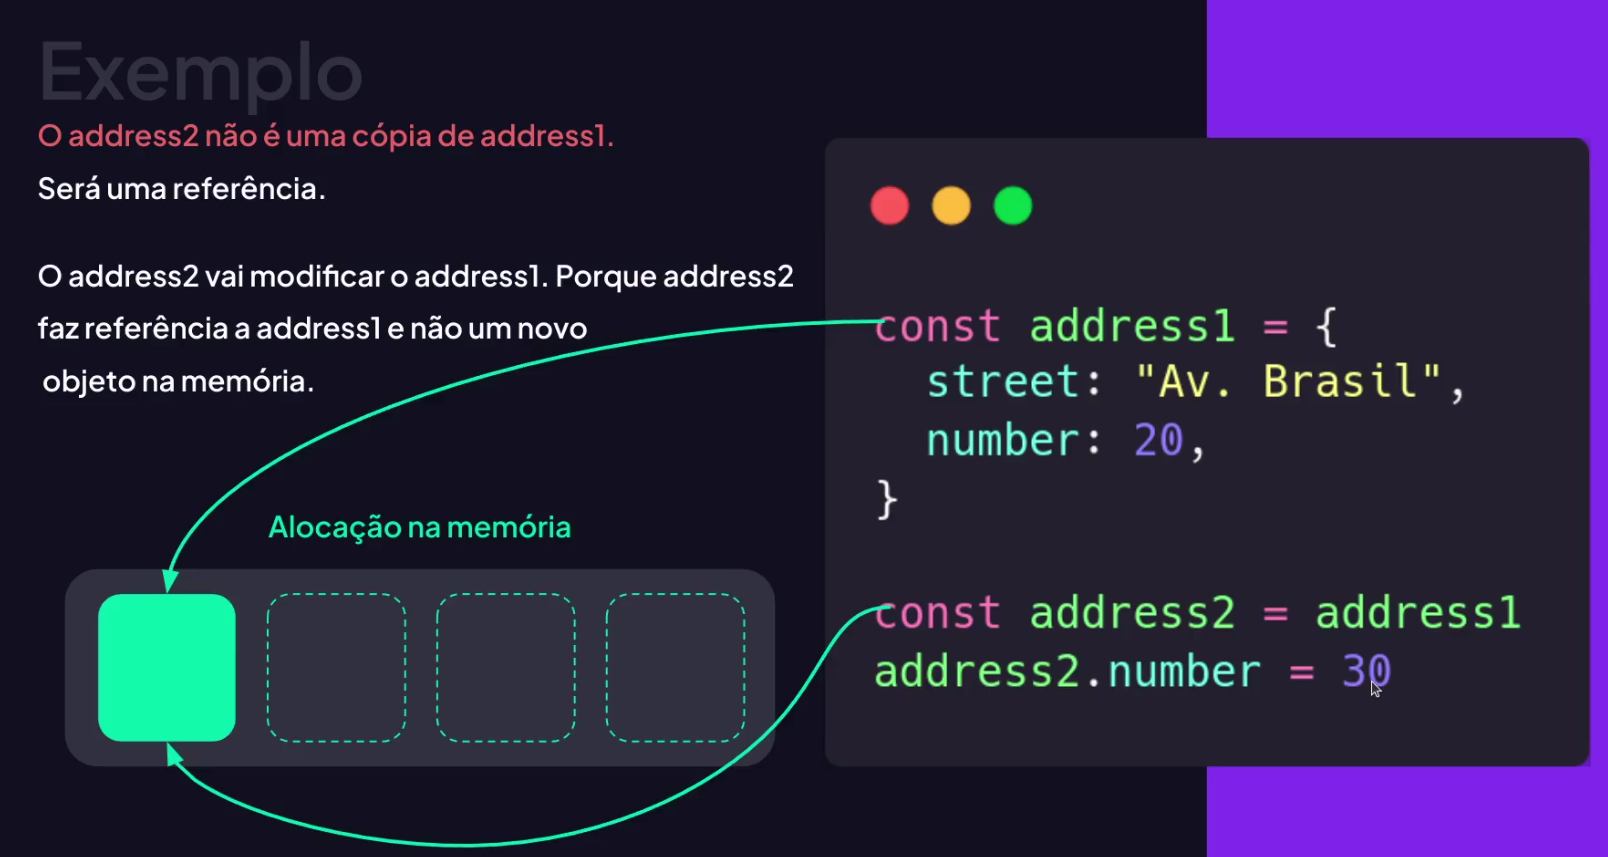 Exemplo
O address2 não é uma cópia de address1.
Será uma referência.
O address2 vai modificar o address1. Porque address2
faz referência a address1 e não um novo
objeto na memória.
Alocação na memória
const address1 = {
  street: "Av. Brasil",
  number: 20,
}
const address2 = address1
address2.number = 30